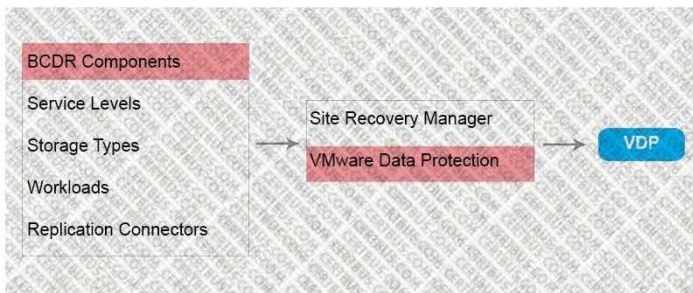 BCDR Components
Service Levels
Storage Types
Workloads
Replication Connectors
Site Recovery Manager
VMware Data Protection
VDP